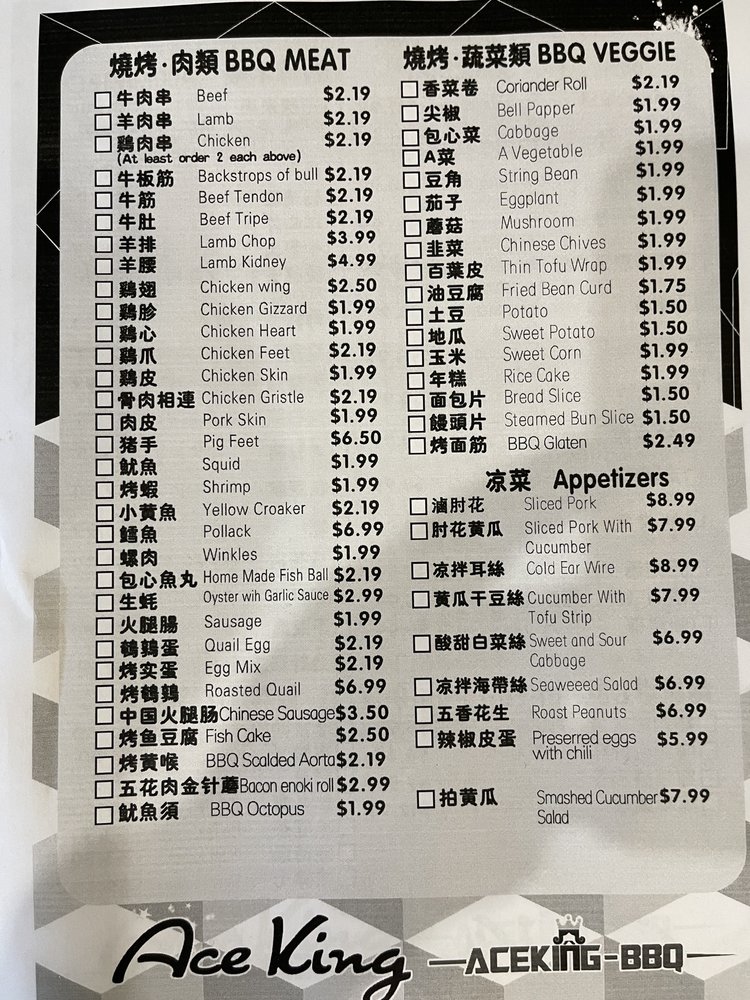 燒烤·肉類 BBQ MEAT
牛肉串 Beef $2.19
羊肉串 Lamb $2.19
鷄肉串 Chicken $2.19
(At least order 2 each above)
牛板筋 Backstrops of bull $2.19
牛筋 Beef Tendon $2.19
牛肚 Beef Tripe $2.19
羊排 Lamb Chop $3.99
羊腰 Lamb Kidney $4.99
鷄翅 Chicken wing $2.50
鷄胗 Chicken Gizzard $1.99
鷄心 Chicken Heart $1.99
鷄爪 Chicken Feet $2.19
鷄皮 Chicken Skin $1.99
骨肉相連 Chicken Gristle $2.19
肉皮 Pork Skin $1.99
猪手 Pig Feet $6.50
魷魚 Squid $1.99
烤蝦 Shrimp $1.99
小黄魚 Yellow Croaker $2.19
鱈魚 Pollack $6.99
螺肉 Winkles $1.99
包心魚丸 Home Made Fish Ball $2.19
生蚝 Oyster wih Garlic Sauce $2.99
火腿腸 Sausage $1.99
鵪鶉蛋 Quail Egg $2.19
烤实蛋 Egg Mix $2.19
烤鵪鶉 Roasted Quail $6.99
中国火腿肠 Chinese Sausage $3.50
烤鱼豆腐 Fish Cake $2.50
烤黄喉 BBQ Scalded Aorta $2.19
五花肉金针蘑 Bacon enoki roll $2.99
魷魚須 BBQ Octopus $1.99
燒烤·蔬菜類 BBQ VEGGIE
香菜卷 Coriander Roll $2.19
尖椒 Bell Papper $1.99
包心菜 Cabbage $1.99
A菜 A Vegetable $1.99
豆角 String Bean $1.99
茄子 Eggplant $1.99
蘑菇 Mushroom $1.99
韭菜 Chinese Chives $1.99
百葉皮 Thin Tofu Wrap $1.99
油豆腐 Fried Bean Curd $1.75
土豆 Potato $1.50
地瓜 Sweet Potato $1.50
玉米 Sweet Corn $1.99
年糕 Rice Cake $1.99
面包片 Bread Slice $1.50
饅頭片 Steamed Bun Slice $1.50
烤面筋 BBQ Glaten $2.49
凉菜 Appetizers
滷肘花 Sliced Pork $8.99
肘花黄瓜 Sliced Pork With $7.99
Cucumber
凉拌耳絲 Cold Ear Wire $8.99
黄瓜干豆絲 Cucumber With $7.99
Tofu Strip
酸甜白菜絲 Sweet and Sour $6.99
Cabbage
凉拌海帶絲 Seaweeed Salad $6.99
五香花生 Roast Peanuts $6.99
辣椒皮蛋 Preserred eggs $5.99
with chili
拍黄瓜 Smashed Cucumber $7.99
Salad
Ace King
ACEKING-BBQ